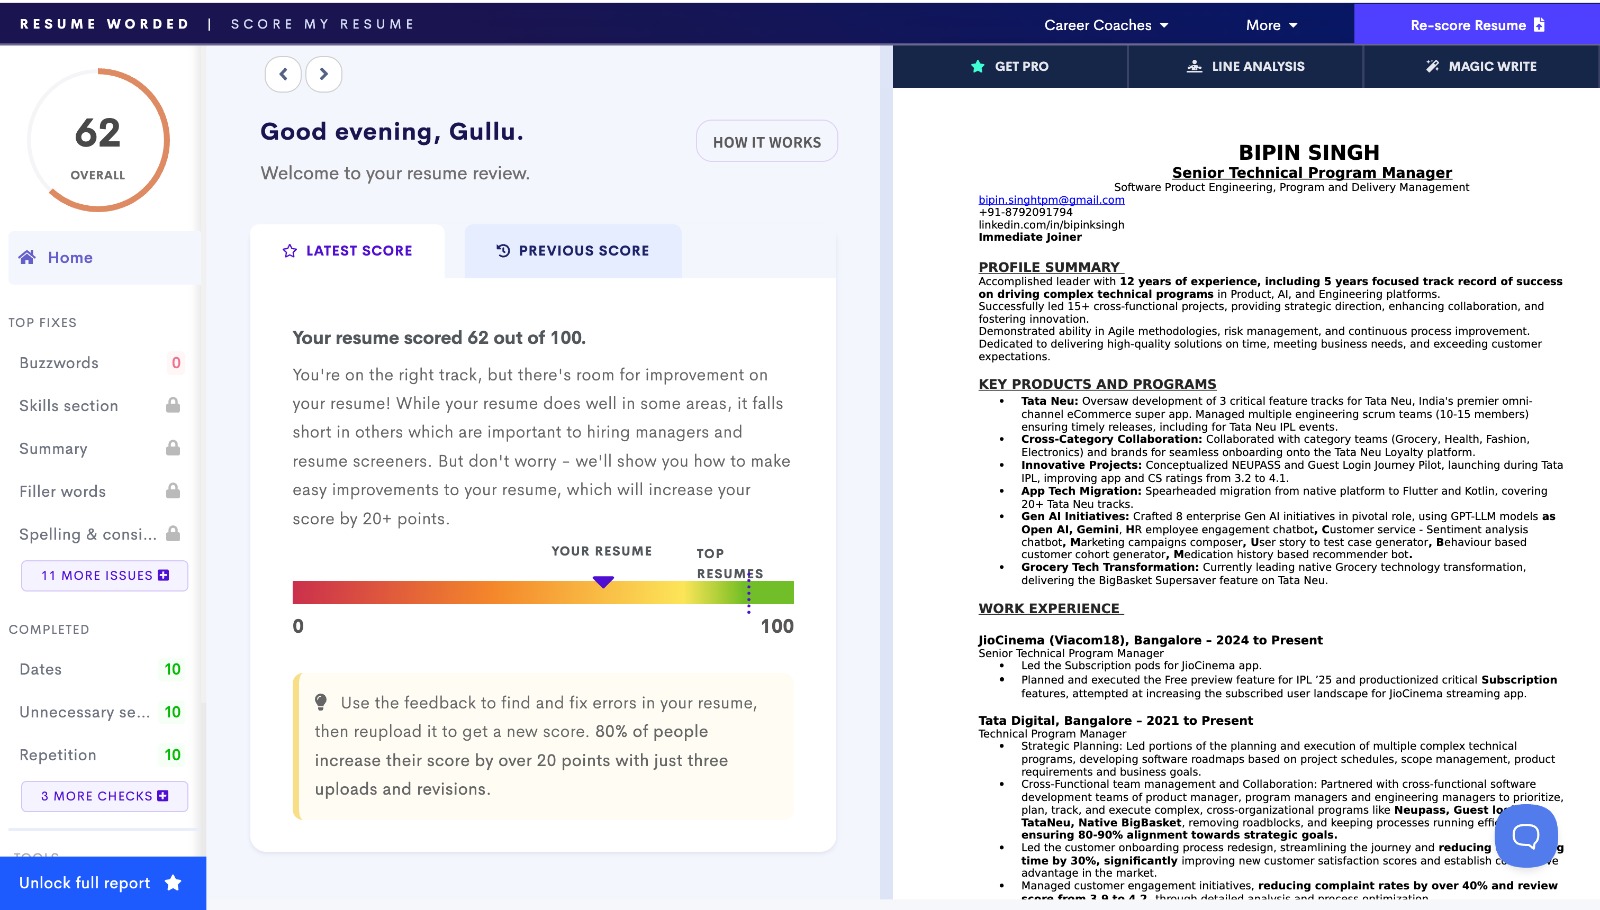 RESUME WORDED | SCORE MY RESUME
Career Coaches
More
Re-score Resume
62
OVERALL
Home
TOP FIXES
Buzzwords 0
Skills section
Summary
Filler words
Spelling & consi...
11 MORE ISSUES
COMPLETED
Dates 10
Unnecessary se... 10
Repetition 10
3 MORE CHECKS
TOOLS
Unlock full report
Good evening, Gullu.
Welcome to your resume review.
HOW IT WORKS
LATEST SCORE
PREVIOUS SCORE
Your resume scored 62 out of 100.
You're on the right track, but there's room for improvement on
your resume! While your resume does well in some areas, it falls
short in others which are important to hiring managers and
resume screeners. But don't worry - we'll show you how to make
easy improvements to your resume, which will increase your
score by 20+ points.
YOUR RESUME
TOP
RESUMES
0
100
Use the feedback to find and fix errors in your resume,
then reupload it to get a new score. 80% of people
increase their score by over 20 points with just three
uploads and revisions.
GET PRO
LINE ANALYSIS
MAGIC WRITE
BIPIN SINGH
Senior Technical Program Manager
Software Product Engineering, Program and Delivery Management
bipin.singhtpm@gmail.com
+91-8792091794
linkedin.com/in/bipinksingh
Immediate Joiner
PROFILE SUMMARY
Accomplished leader with 12 years of experience, including 5 years focused track record of success
on driving complex technical programs in Product, AI, and Engineering platforms.
Successfully led 15+ cross-functional projects, providing strategic direction, enhancing collaboration, and
fostering innovation.
Demonstrated ability in Agile methodologies, risk management, and continuous process improvement.
Dedicated to delivering high-quality solutions on time, meeting business needs, and exceeding customer
expectations.
KEY PRODUCTS AND PROGRAMS
• Tata Neu: Oversaw development of 3 critical feature tracks for Tata Neu, India's premier omni-
channel eCommerce super app. Managed multiple engineering scrum teams (10-15 members)
ensuring timely releases, including for Tata Neu IPL events.
• Cross-Category Collaboration: Collaborated with category teams (Grocery, Health, Fashion,
Electronics) and brands for seamless onboarding onto the Tata Neu Loyalty platform.
• Innovative Projects: Conceptualized NEUPASS and Guest Login Journey Pilot, launching during Tata
IPL, improving app and CS ratings from 3.2 to 4.1.
• App Tech Migration: Spearheaded migration from native platform to Flutter and Kotlin, covering
20+ Tata Neu tracks.
• Gen AI Initiatives: Crafted 8 enterprise Gen AI initiatives in pivotal role, using GPT-LLM models as
Open AI, Gemini, HR employee engagement chatbot, Customer service - Sentiment analysis
chatbot, Marketing campaigns composer, User story to test case generator, Behaviour based
customer cohort generator, Medication history based recommender bot.
• Grocery Tech Transformation: Currently leading native Grocery technology transformation,
delivering the BigBasket Supersaver feature on Tata Neu.
WORK EXPERIENCE
JioCinema (Viacom18), Bangalore – 2024 to Present
Senior Technical Program Manager
• Led the Subscription pods for JioCinema app.
• Planned and executed the Free preview feature for IPL ’25 and productionized critical Subscription
features, attempted at increasing the subscribed user landscape for JioCinema streaming app.
Tata Digital, Bangalore – 2021 to Present
Technical Program Manager
• Strategic Planning: Led portions of the planning and execution of multiple complex technical
programs, developing software roadmaps based on project schedules, scope management, product
requirements and business goals.
• Cross-Functional team management and Collaboration: Partnered with cross-functional software
development teams of product manager, program managers and engineering managers to prioritize,
plan, track, and execute complex, cross-organizational programs like Neupass, Guest
TataNeu, Native BigBasket, removing roadblocks, and keeping processes running
ensuring 80-90% alignment towards strategic goals.
• Led the customer onboarding process redesign, streamlining the journey and reducing
time by 30%, significantly improving new customer satisfaction scores and establish
advantage in the market.
• Managed customer engagement initiatives, reducing complaint rates by over 40% and review
score from 3.9 to 4.2, through detailed analysis and process optimization.